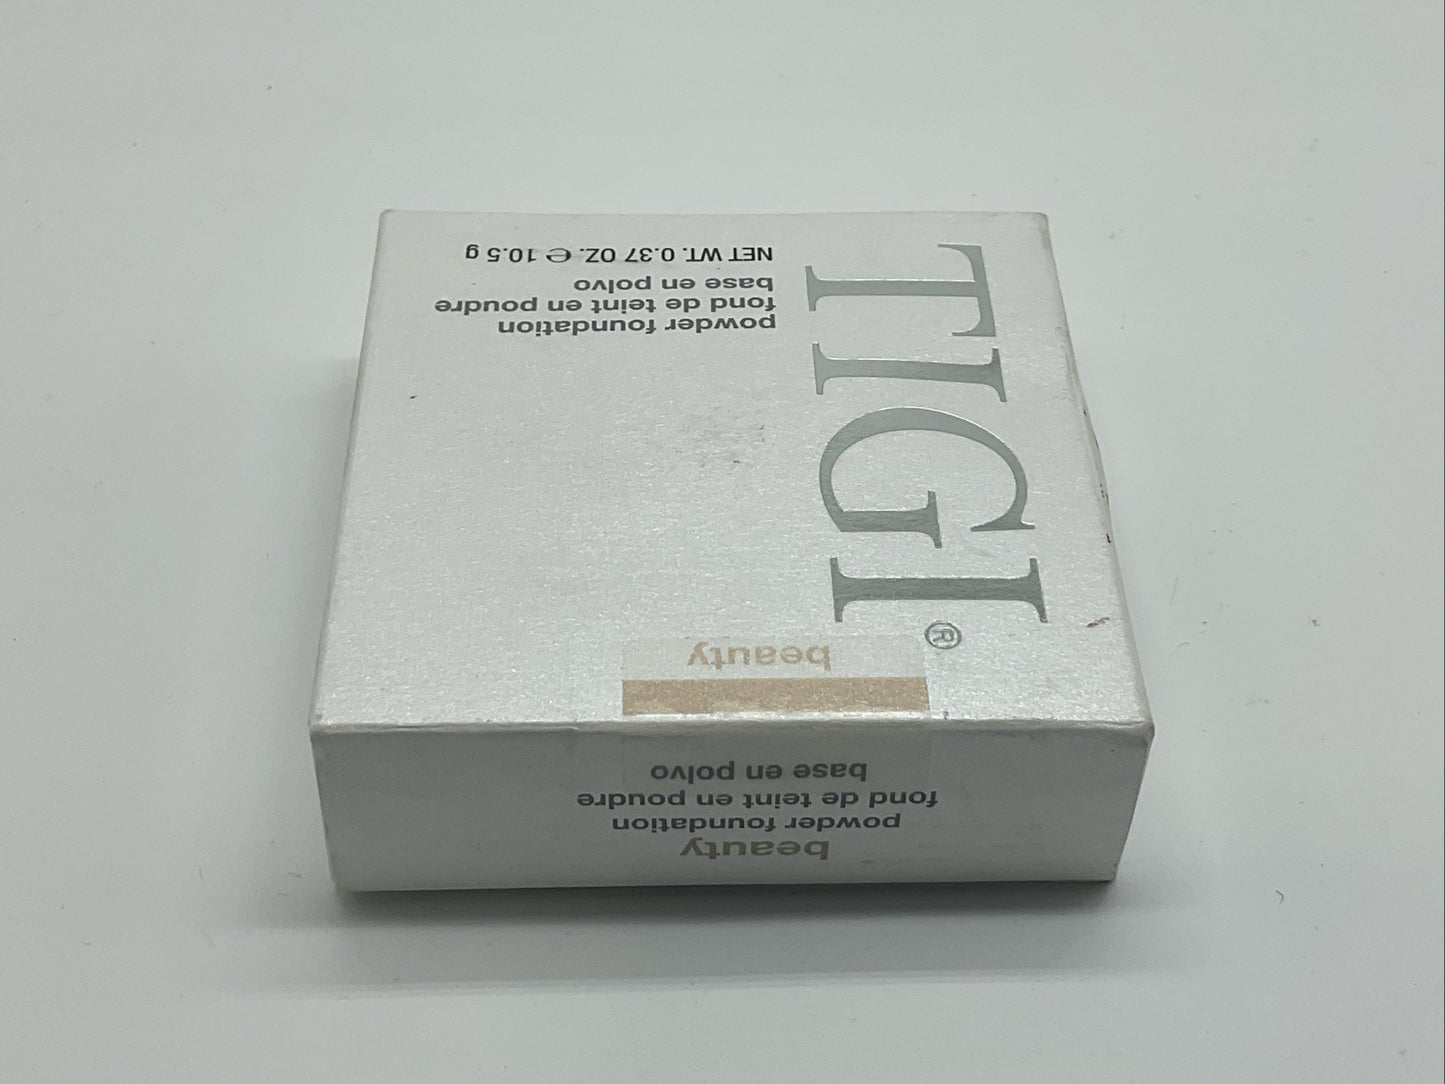 TIGI®
powder foundation
fond de teint en poudre
base en polvo
NET WT. 0.37 OZ. ℮ 10.5 g
beauty
beauty
powder foundation
fond de teint en poudre
base en polvo